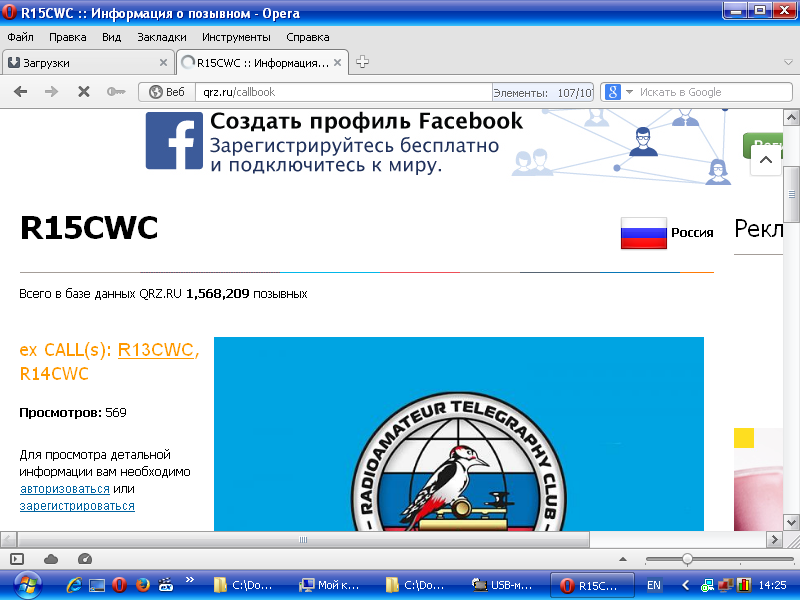 R15CWC :: Информация о позывном - Opera
Файл Правка Вид Закладки Инструменты Справка
Загрузки
R15CWC :: Информация...
Веб
qrz.ru/callbook
Элементы: 107/10
Искать в Google
Создать профиль Facebook
Зарегистрируйтесь бесплатно
и подключитесь к миру.
R15CWC
Россия
Рекл
Всего в базе данных QRZ.RU 1,568,209 позывных
ex CALL(s): R13CWC,
R14CWC
Просмотров: 569
Для просмотра детальной
информации вам необходимо
авторизоваться или
зарегистрироваться
RADIOAMATEUR TELEGRAPHY CLUB
C:\Do...
Мой к...
C:\Do...
USB-м...
R15C...
EN
14:25